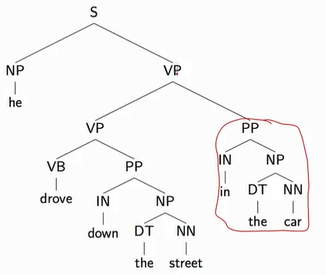 S
NP VP
he
VP PP
VB PP IN NP
drove in
IN NP DT NN
down the car
DT NN
the street